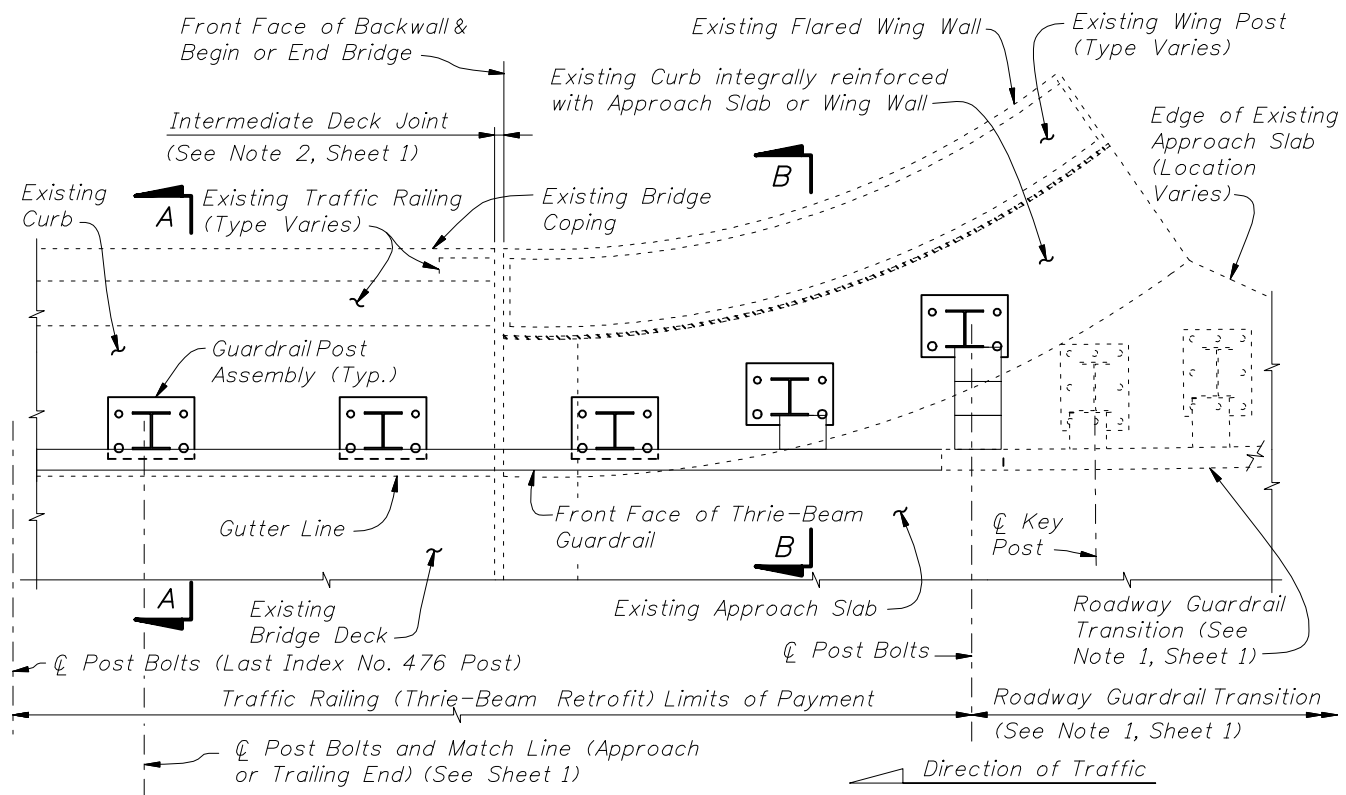 Front Face of Backwall &
Begin or End Bridge
Existing Flared Wing Wall
Existing Wing Post
(Type Varies)
Existing Curb integrally reinforced
with Approach Slab or Wing Wall
Intermediate Deck Joint
(See Note 2, Sheet 1)
Edge of Existing
Approach Slab
(Location
Varies)
B
A
Existing
Curb
Existing Traffic Railing
(Type Varies)
Existing Bridge
Coping
Guardrail Post
Assembly (Typ.)
Gutter Line
Front Face of Thrie-Beam
Guardrail
℄ Key
Post
B
A
Existing
Bridge Deck
Existing Approach Slab
Roadway Guardrail
Transition (See
Note 1, Sheet 1)
℄ Post Bolts (Last Index No. 476 Post)
℄ Post Bolts
Traffic Railing (Thrie-Beam Retrofit) Limits of Payment
Roadway Guardrail Transition
(See Note 1, Sheet 1)
℄ Post Bolts and Match Line (Approach
or Trailing End) (See Sheet 1)
Direction of Traffic